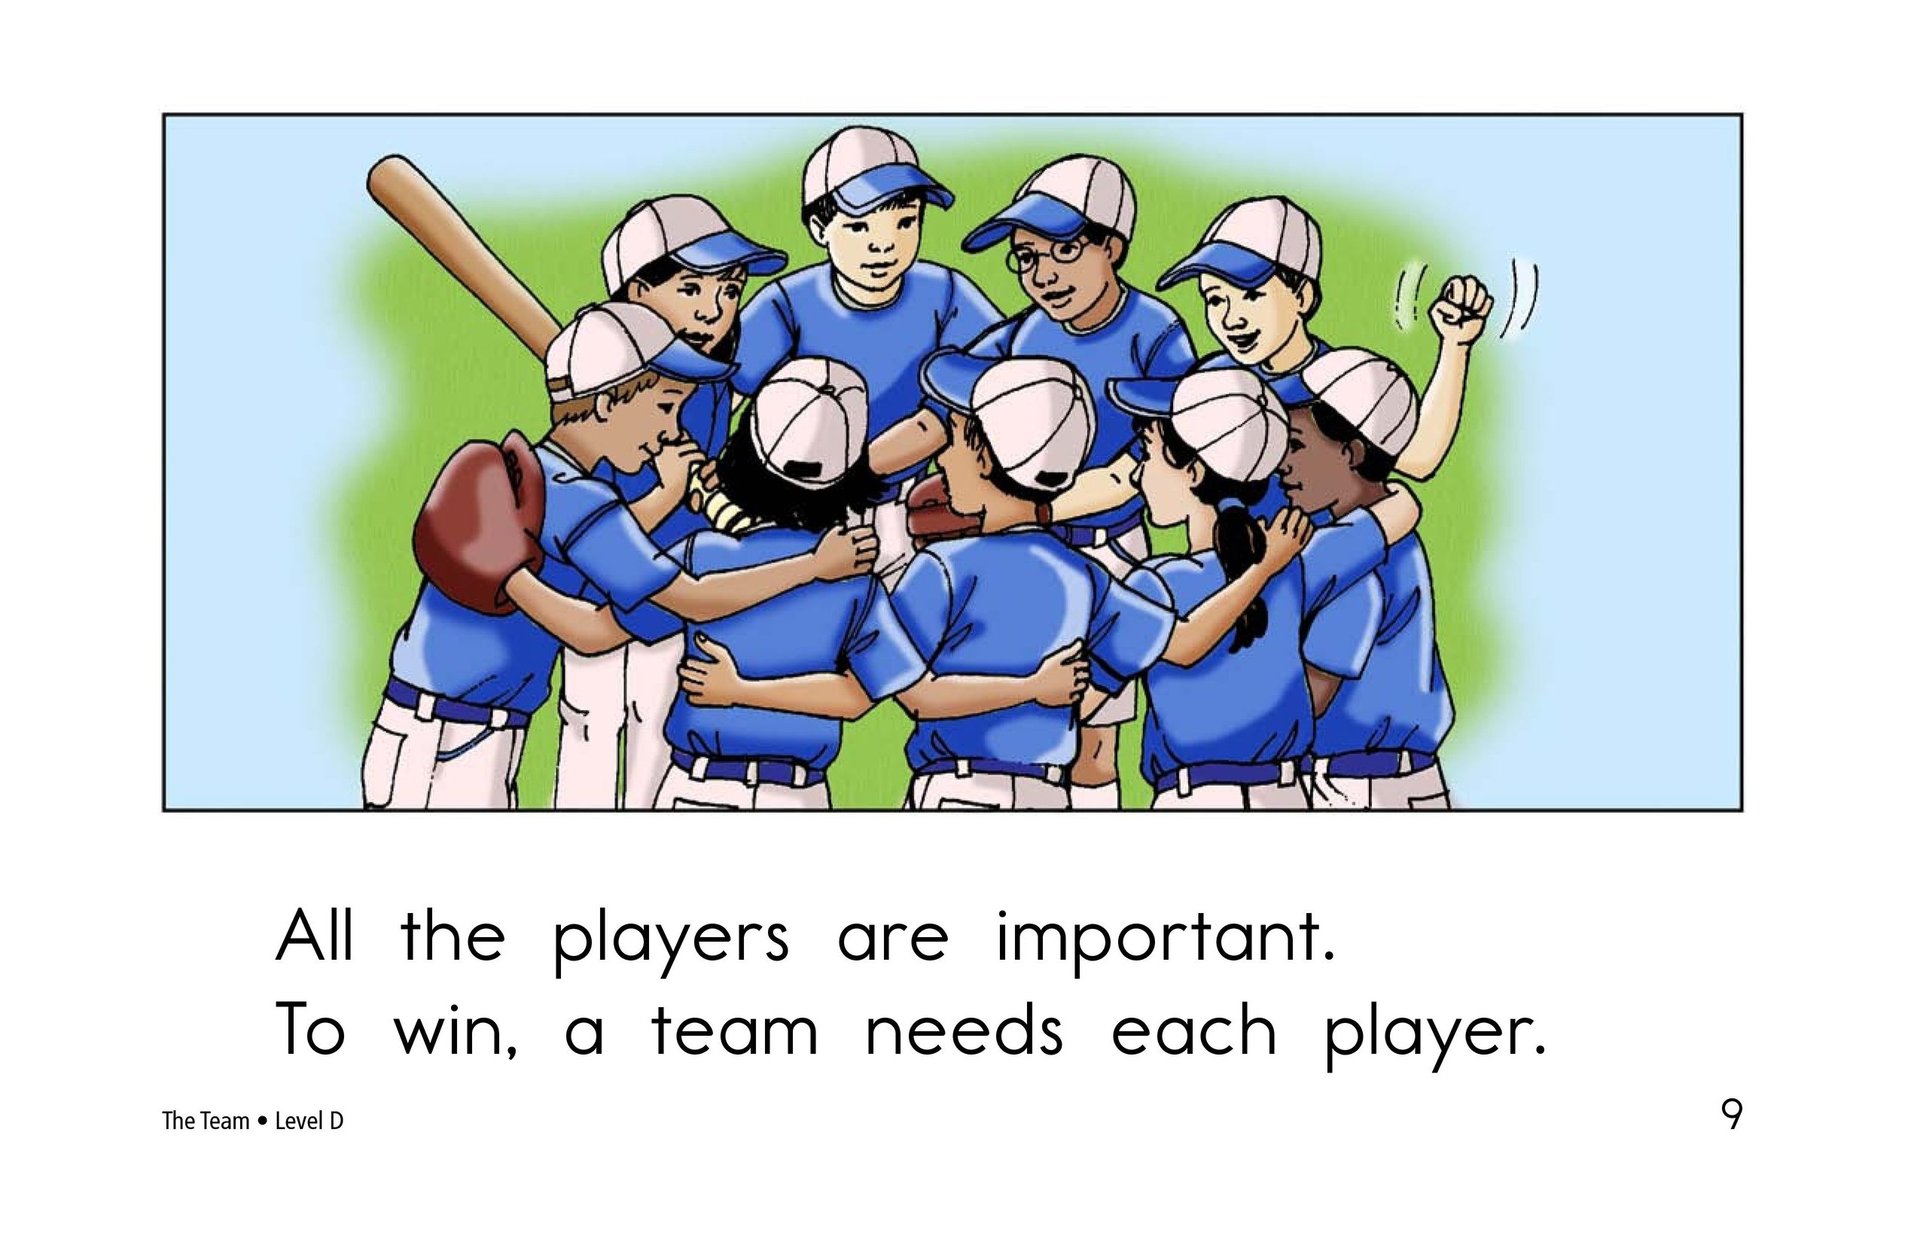 All the players are important.
To win, a team needs each player.
The Team • Level D
9